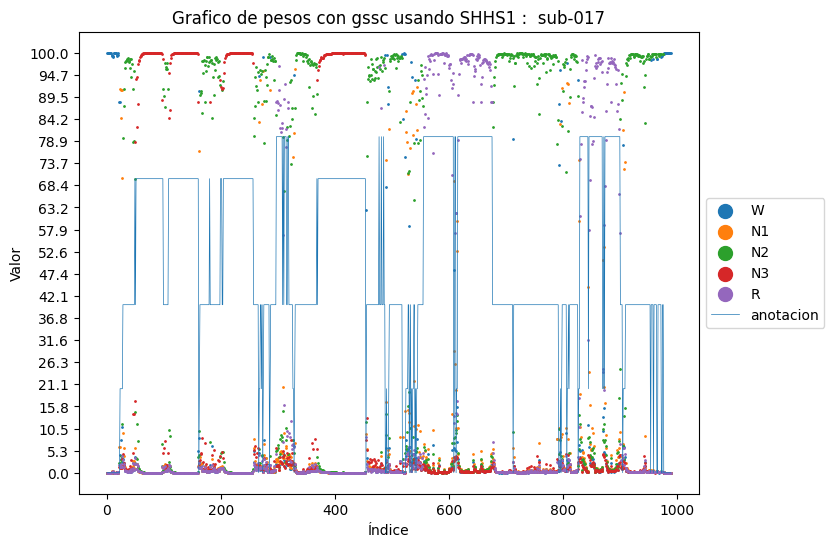 Grafico de pesos con gssc usando SHHS1 :  sub-017
Valor
100.0
94.7
89.5
84.2
78.9
73.7
68.4
63.2
57.9
52.6
47.4
42.1
36.8
31.6
26.3
21.1
15.8
10.5
5.3
0.0
0
200
400
600
800
1000
Índice
W
N1
N2
N3
R
anotacion